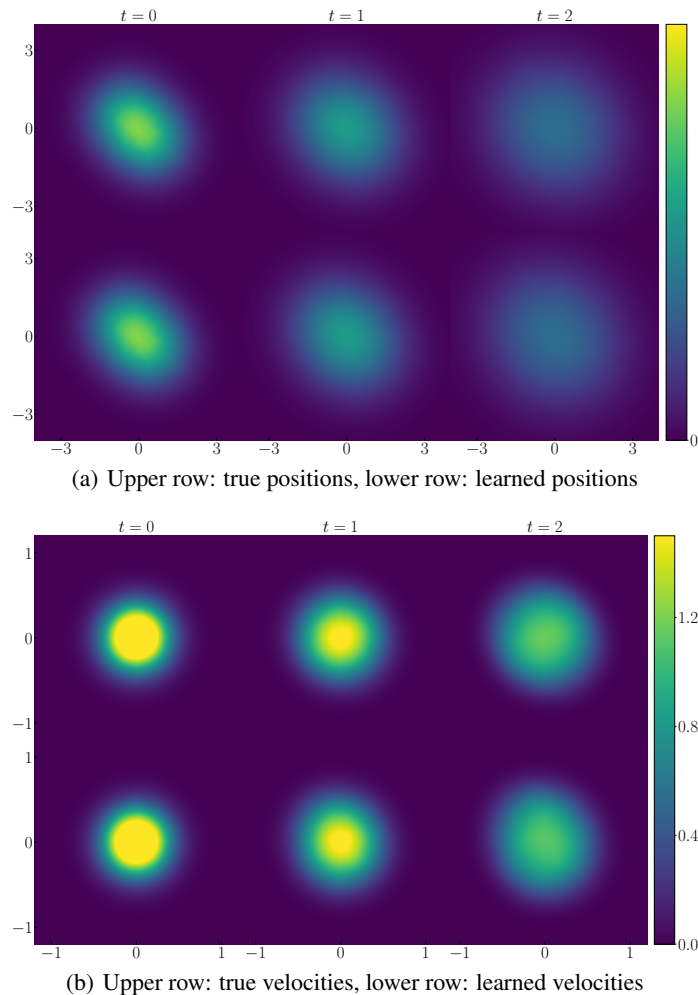 t = 0 t = 1 t = 2
3
0
−3
3
0
−3
0
−3 0 3 −3 0 3 −3 0 3
(a) Upper row: true positions, lower row: learned positions
t = 0 t = 1 t = 2
1
0
−1
1
0
−1
1.2
0.8
0.4
0.0
−1 0 1 −1 0 1 −1 0 1
(b) Upper row: true velocities, lower row: learned velocities